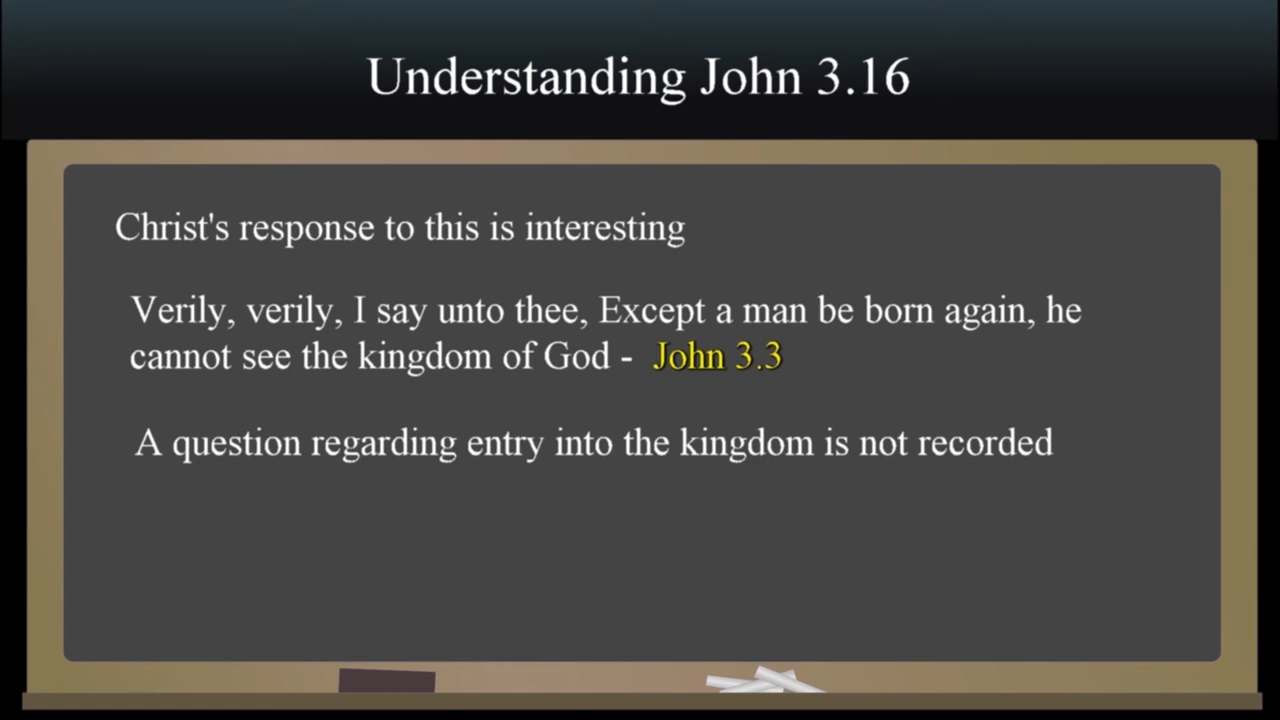 Understanding John 3.16
Christ's response to this is interesting
Verily, verily, I say unto thee, Except a man be born again, he
cannot see the kingdom of God - John 3.3
A question regarding entry into the kingdom is not recorded